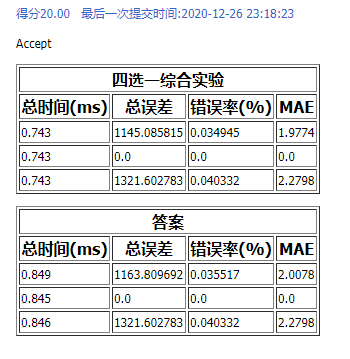 得分20.00 最后一次提交时间:2020-12-26 23:18:23
Accept
四选一综合实验
总时间(ms) 总误差 错误率(%) MAE
0.743 1145.085815 0.034945 1.9774
0.743 0.0 0.0 0.0
0.743 1321.602783 0.040332 2.2798
答案
总时间(ms) 总误差 错误率(%) MAE
0.849 1163.809692 0.035517 2.0078
0.845 0.0 0.0 0.0
0.846 1321.602783 0.040332 2.2798